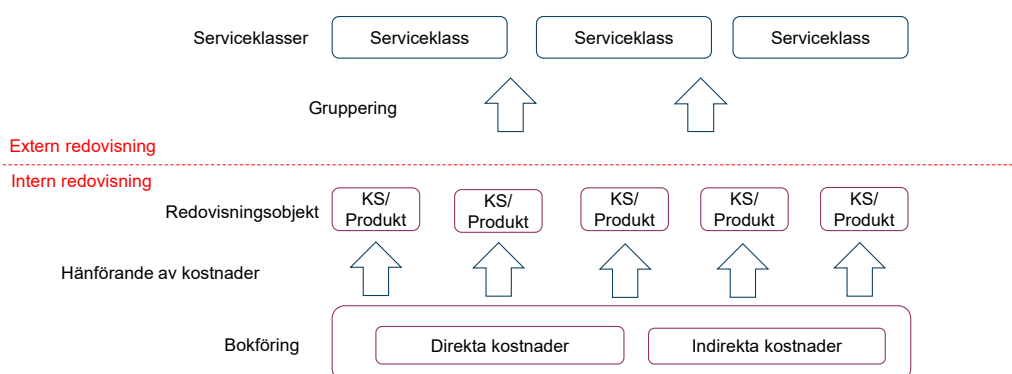 Serviceklasser
Serviceklass
Serviceklass
Serviceklass
Gruppering
Extern redovisning
Intern redovisning
Redovisningsobjekt
KS/
Produkt
KS/
Produkt
KS/
Produkt
KS/
Produkt
KS/
Produkt
Hänförande av kostnader
Bokföring
Direkta kostnader
Indirekta kostnader